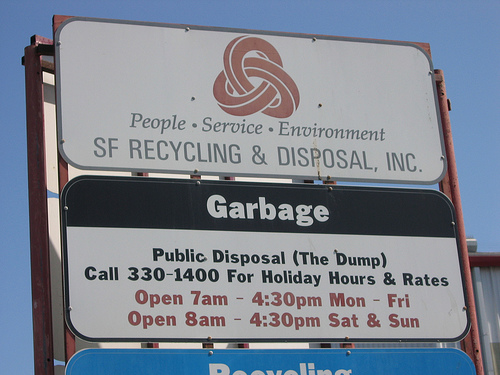 People • Service • Environment
SF RECYCLING & DISPOSAL, INC.
Garbage
Public Disposal (The Dump)
Call 330-1400 For Holiday Hours & Rates
Open 7am - 4:30pm Mon - Fri
Open 8am - 4:30pm Sat & Sun
Recycling